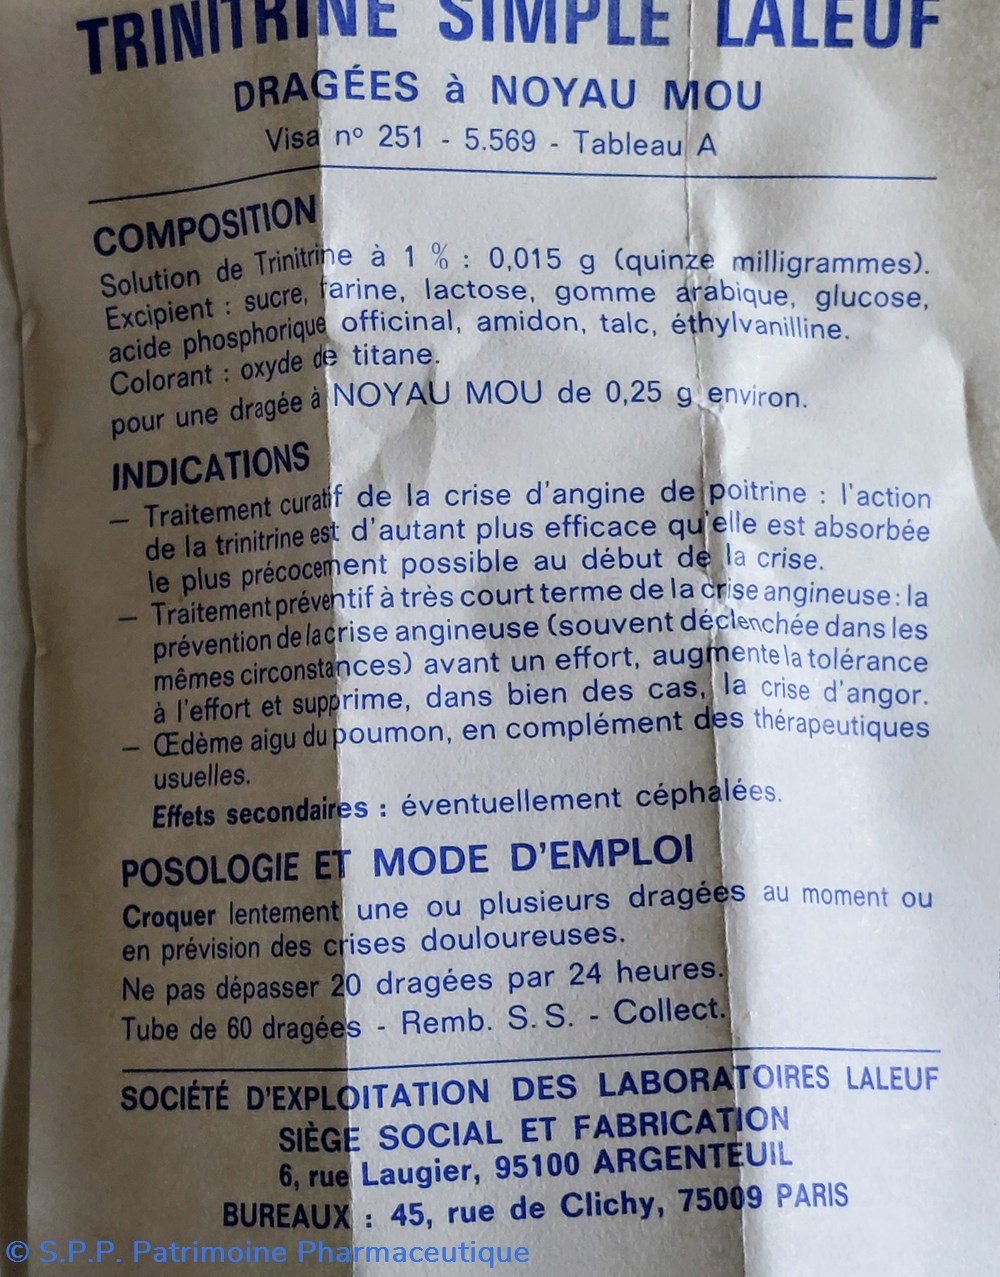 TRINITRINE SIMPLE LALEUF
DRAGÉES à NOYAU MOU
Visa nº 251 - 5.569 - Tableau A
COMPOSITION
Solution de Trinitrine à 1 % : 0,015 g (quinze milligrammes).
Excipient : sucre, farine, lactose, gomme arabique, glucose,
acide phosphorique officinal, amidon, talc, éthylvanilline.
Colorant : oxyde de titane.
pour une dragée à NOYAU MOU de 0,25 g environ.
INDICATIONS
— Traitement curatif de la crise d'angine de poitrine : l'action
de la trinitrine est d'autant plus efficace qu'elle est absorbée
le plus précocement possible au début de la crise.
— Traitement préventif à très court terme de la crise angineuse : la
prévention de la crise angineuse (souvent déclenchée dans les
mêmes circonstances) avant un effort, augmente la tolérance
à l'effort et supprime, dans bien des cas, la crise d'angor.
— Œdème aigu du poumon, en complément des thérapeutiques
usuelles.
Effets secondaires : éventuellement céphalées.
POSOLOGIE ET MODE D'EMPLOI
Croquer lentement une ou plusieurs dragées au moment ou
en prévision des crises douloureuses.
Ne pas dépasser 20 dragées par 24 heures.
Tube de 60 dragées - Remb. S. S. - Collect.
SOCIÉTÉ D'EXPLOITATION DES LABORATOIRES LALEUF
SIÈGE SOCIAL ET FABRICATION
6, rue Laugier, 95100 ARGENTEUIL
BUREAUX : 45, rue de Clichy, 75009 PARIS
© S.P.P. Patrimoine Pharmaceutique